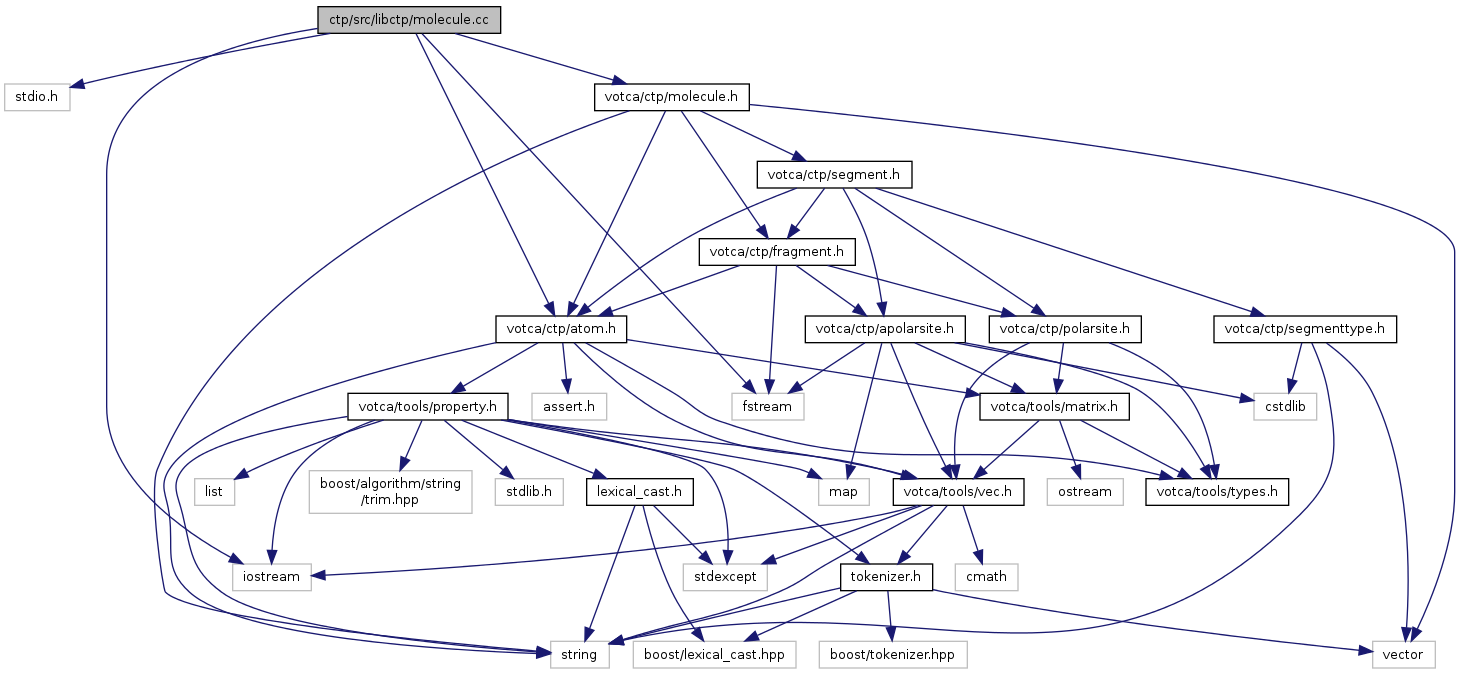 ctp/src/libctp/molecule.cc
stdio.h
votca/ctp/molecule.h
votca/ctp/segment.h
votca/ctp/fragment.h
votca/ctp/atom.h
votca/ctp/apolarsite.h
votca/ctp/polarsite.h
votca/ctp/segmenttype.h
votca/tools/property.h
assert.h
fstream
votca/tools/matrix.h
cstdlib
list
boost/algorithm/string
/trim.hpp
stdlib.h
lexical_cast.h
map
votca/tools/vec.h
ostream
votca/tools/types.h
iostream
stdexcept
tokenizer.h
cmath
string
boost/lexical_cast.hpp
boost/tokenizer.hpp
vector